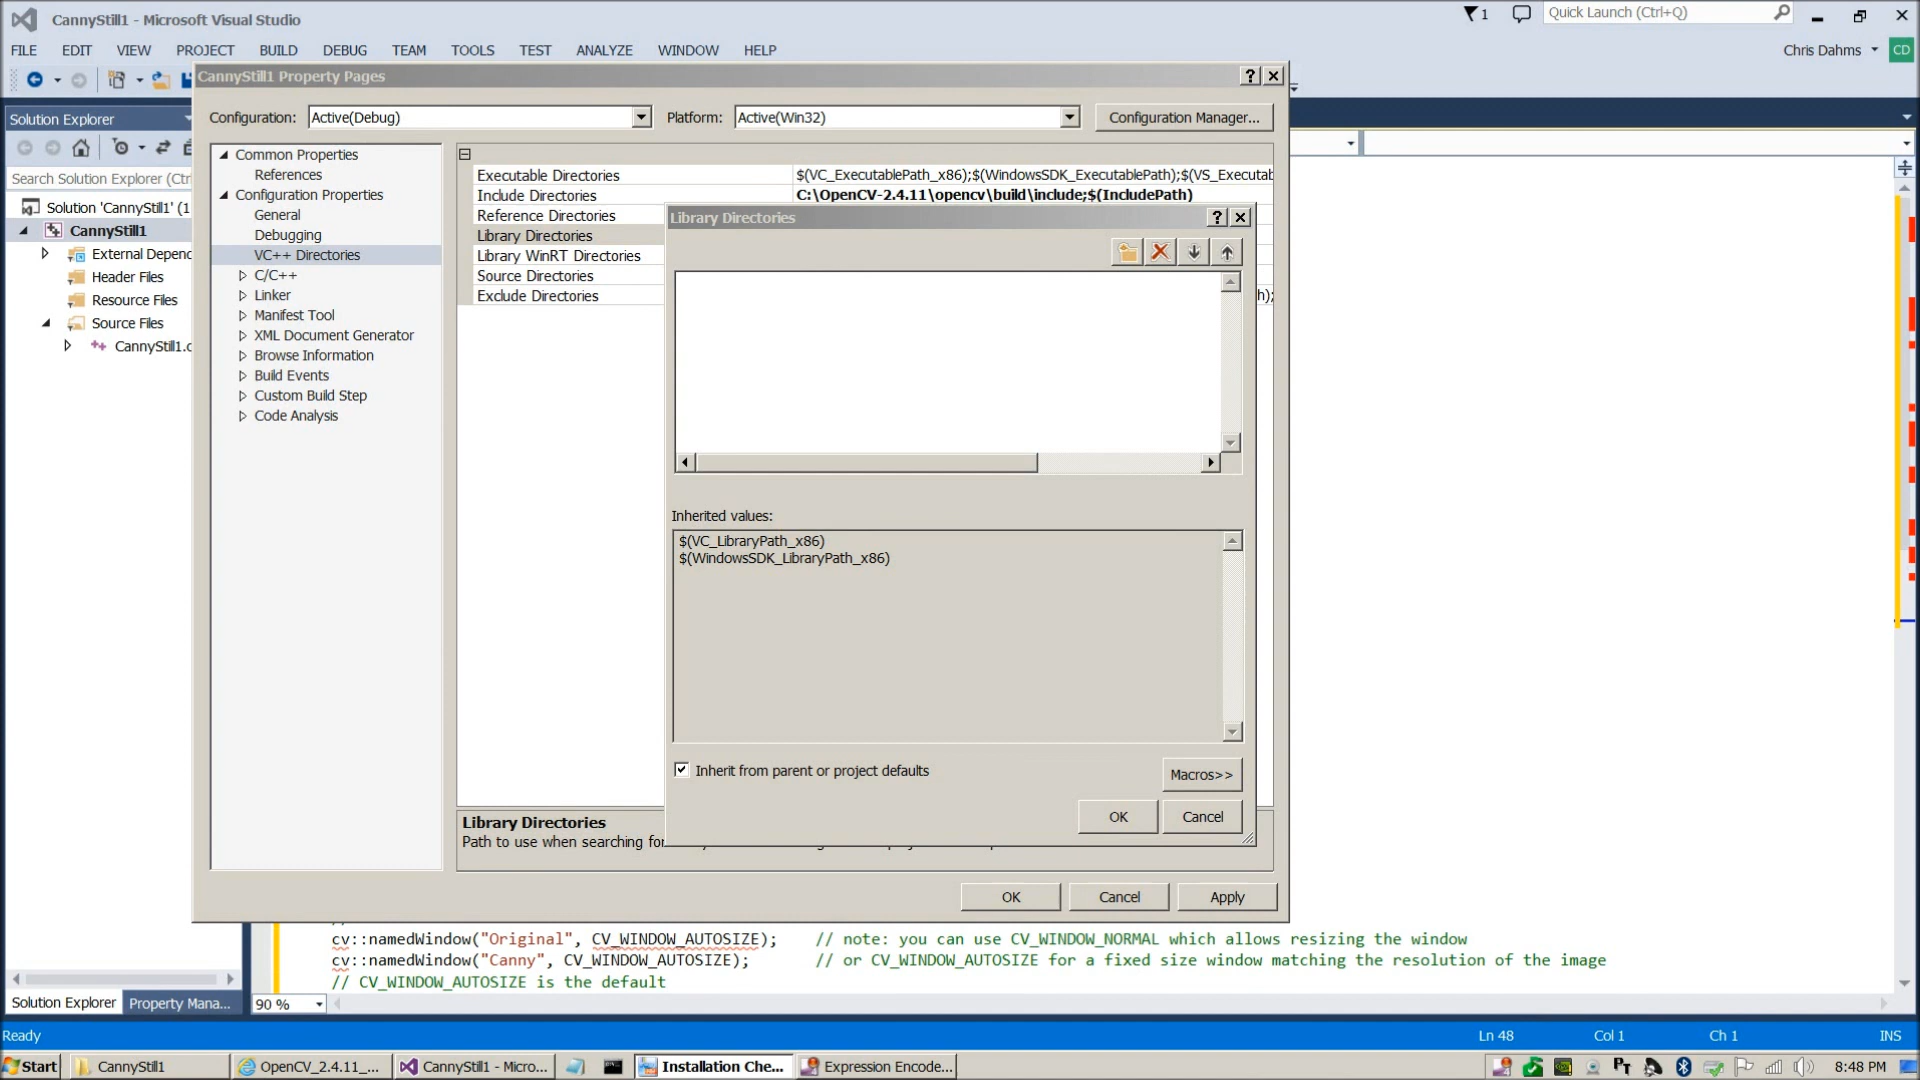 CannyStill1 - Microsoft Visual Studio
1
Quick Launch (Ctrl+Q)
FILE EDIT VIEW PROJECT BUILD DEBUG TEAM TOOLS TEST ANALYZE WINDOW HELP
Chris Dahms
CD
CannyStill1 Property Pages
Solution Explorer
Configuration: Active(Debug) Platform: Active(Win32) Configuration Manager...
Search Solution Explorer (Ctr
Solution 'CannyStill1' (1
CannyStill1
External Depend
Header Files
Resource Files
Source Files
CannyStill1.c
Common Properties
References
Configuration Properties
General
Debugging
VC++ Directories
C/C++
Linker
Manifest Tool
XML Document Generator
Browse Information
Build Events
Custom Build Step
Code Analysis
Executable Directories $(VC_ExecutablePath_x86);$(WindowsSDK_ExecutablePath);$(VS_Executab
Include Directories C:\OpenCV-2.4.11\opencv\build\include;$(IncludePath)
Reference Directories
Library Directories
Library WinRT Directories
Source Directories
Exclude Directories h);
Library Directories
Inherited values:
$(VC_LibraryPath_x86)
$(WindowsSDK_LibraryPath_x86)
Inherit from parent or project defaults
Macros>>
OK Cancel
Library Directories
Path to use when searching for
OK Cancel Apply
cv::namedWindow("Original", CV_WINDOW_AUTOSIZE); // note: you can use CV_WINDOW_NORMAL which allows resizing the window
cv::namedWindow("Canny", CV_WINDOW_AUTOSIZE); // or CV_WINDOW_AUTOSIZE for a fixed size window matching the resolution of the image
// CV_WINDOW_AUTOSIZE is the default
Solution Explorer Property Mana...
90 %
Ready Ln 48 Col 1 Ch 1 INS
Start CannyStill1 OpenCV_2.4.11_... CannyStill1 - Micro... Installation Che... Expression Encode... 8:48 PM